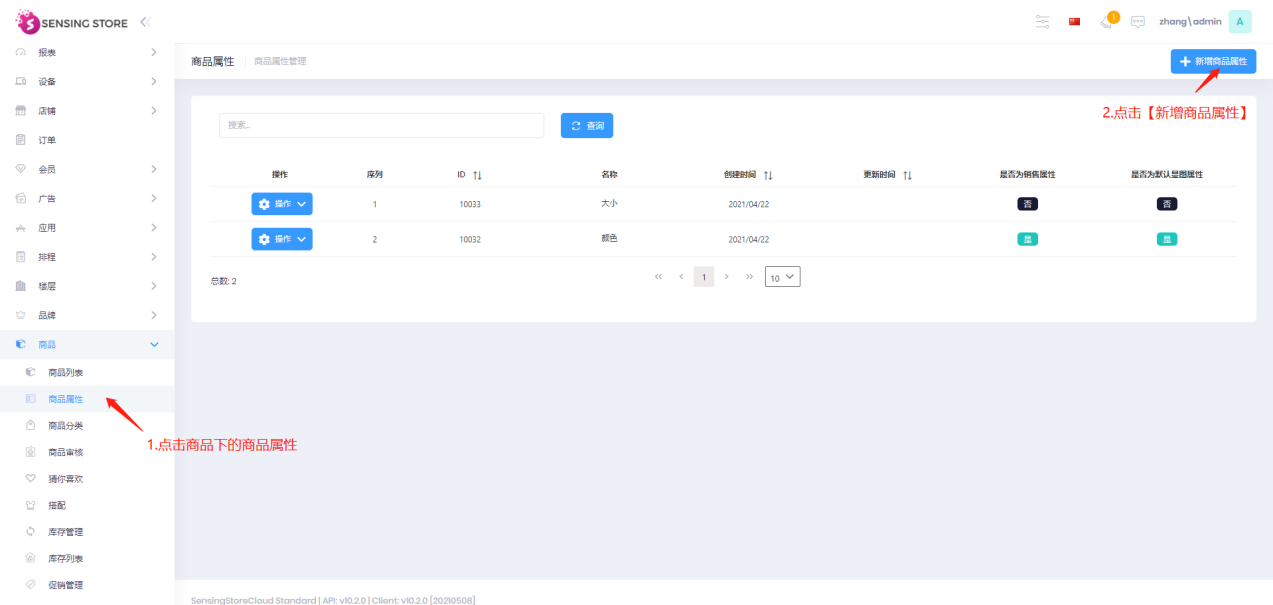 SENSING STORE
1
zhang\admin
A
报表
设备
店铺
订单
会员
广告
应用
排程
楼层
品牌
商品
商品列表
商品属性
商品分类
商品审核
猜你喜欢
搭配
库存管理
库存列表
促销管理
商品属性 商品属性管理
新增商品属性
2.点击【新增商品属性】
搜索...
查询
操作 序列 ID 名称 创建时间 更新时间 是否为销售属性 是否为默认显图属性
操作 1 10033 大小 2021/04/22 否 否
操作 2 10032 颜色 2021/04/22 是 是
总数: 2
« ‹ 1 › » 10
1.点击商品下的商品属性
SensingStoreCloud Standard | API: v10.2.0 | Client: v10.2.0 [20210508]